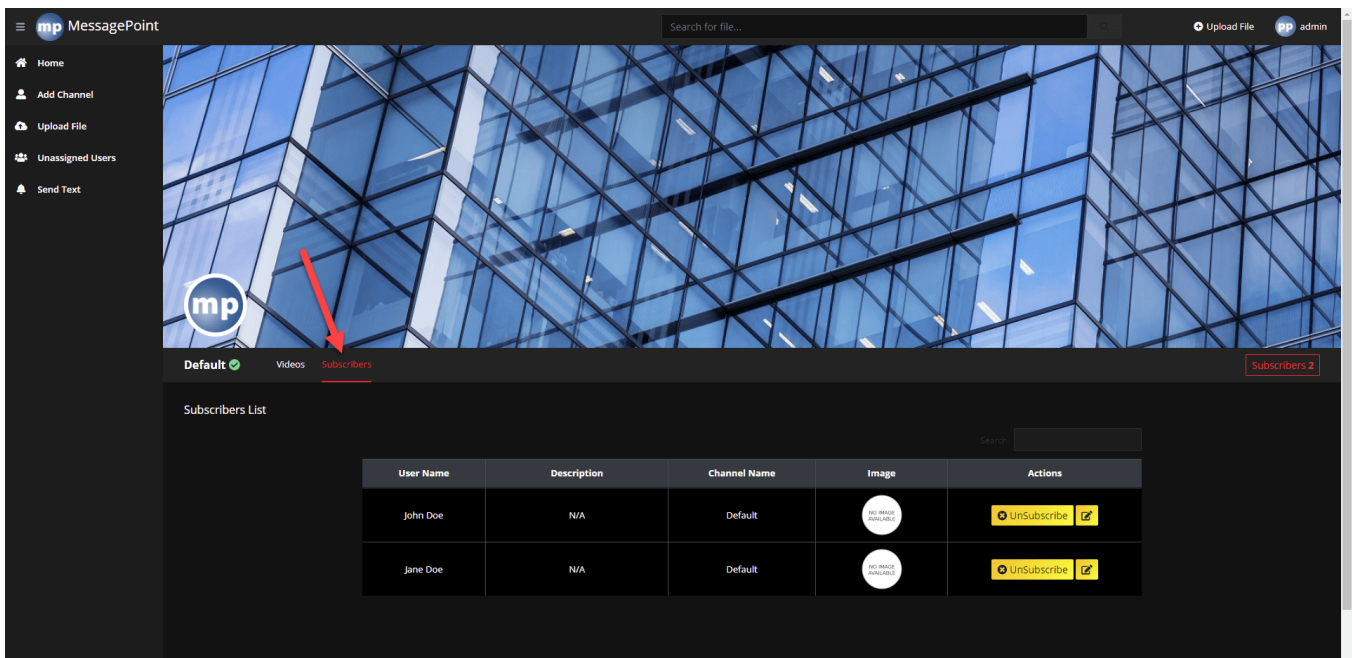 mp MessagePoint
Search for file...
Upload File
pp admin
Home
Add Channel
Upload File
Unassigned Users
Send Text
mp
Default
Videos
Subscribers
Subscribers 2
Subscribers List
Search:
User Name Description Channel Name Image Actions
John Doe N/A Default NO IMAGE AVAILABLE UnSubscribe
Jane Doe N/A Default NO IMAGE AVAILABLE UnSubscribe